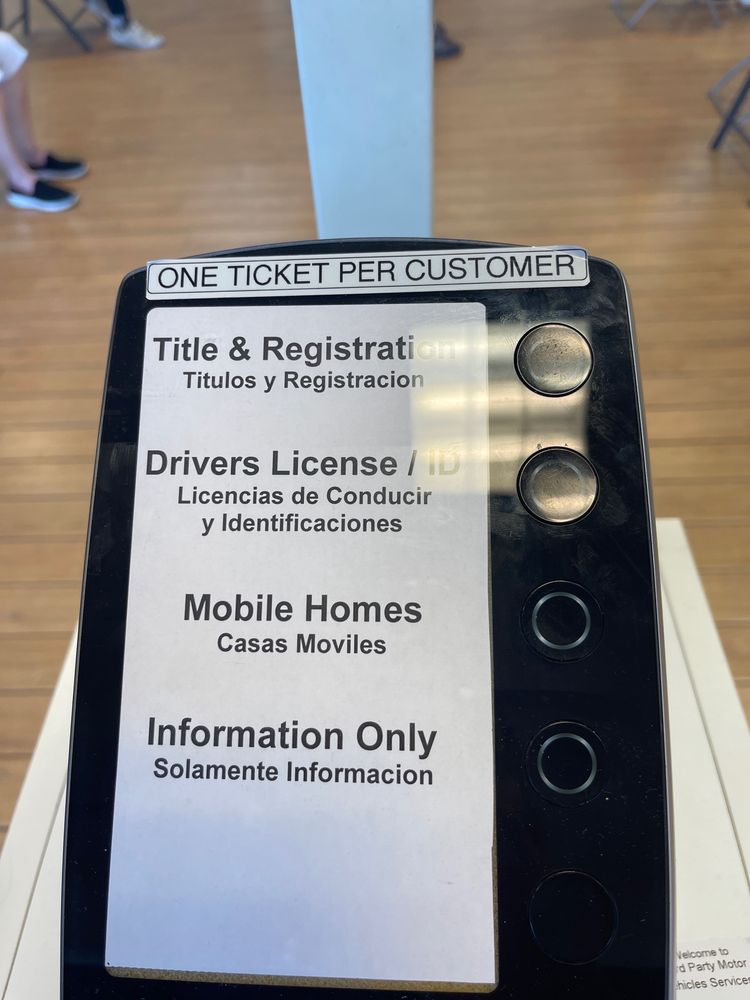 ONE TICKET PER CUSTOMER
Title & Registration
Titulos y Registracion
Drivers License / ID
Licencias de Conducir
y Identificaciones
Mobile Homes
Casas Moviles
Information Only
Solamente Informacion
Welcome to
Party Motor
Services